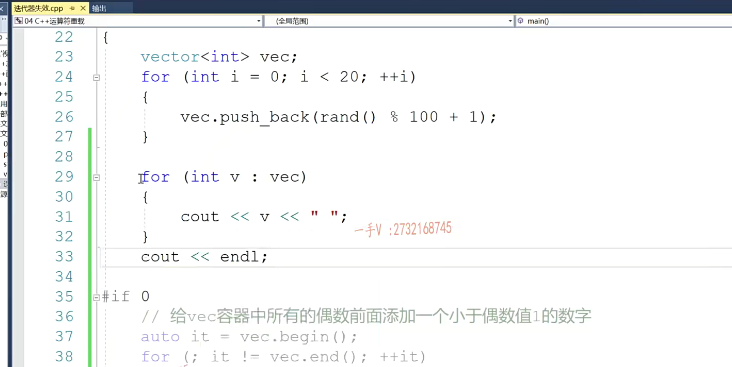 迭代器失效.cpp 输出
04 C++运算符重载 (全局范围) main()
22 {
23 vector<int> vec;
24 for (int i = 0; i < 20; ++i)
25 {
26 vec.push_back(rand() % 100 + 1);
27 }
28
29 for (int v : vec)
30 {
31 cout << v << " ";
一手V :2732168745
32 }
33 cout << endl;
34
35 #if 0
36 // 给vec容器中所有的偶数前面添加一个小于偶数值1的数字
37 auto it = vec.begin();
38 for (; it != vec.end(); ++it)